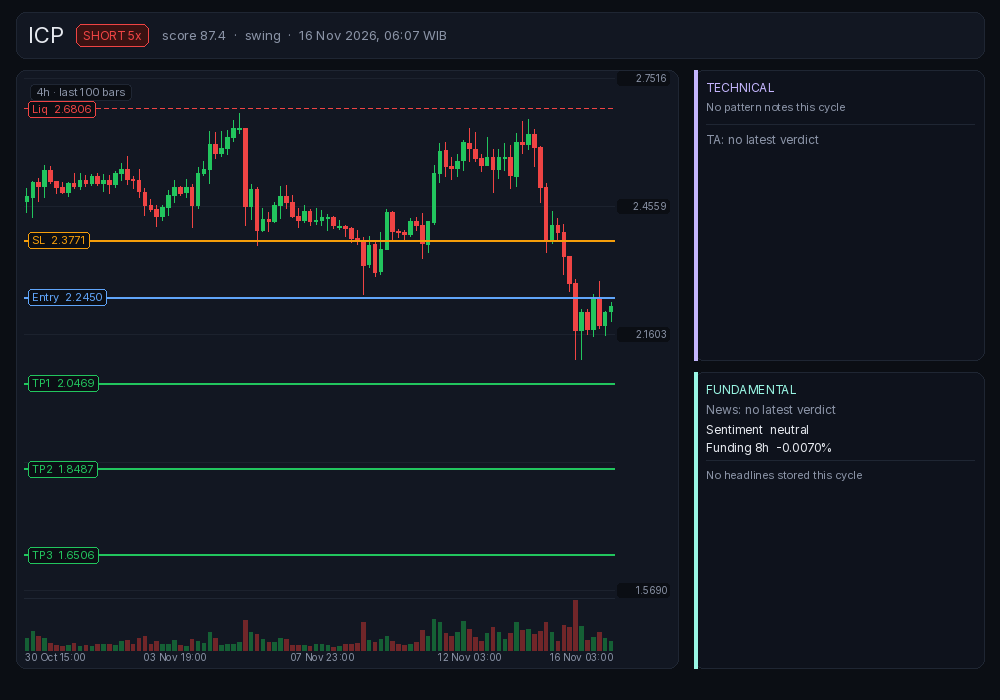 ICP SHORT 5x score 87.4 · swing · 16 Nov 2026, 06:07 WIB
4h · last 100 bars
2.7516
Liq 2.6806
2.4559
SL 2.3771
Entry 2.2450
2.1603
TP1 2.0469
TP2 1.8487
TP3 1.6506
1.5690
30 Oct 15:00 03 Nov 19:00 07 Nov 23:00 12 Nov 03:00 16 Nov 03:00
TECHNICAL
No pattern notes this cycle
TA: no latest verdict
FUNDAMENTAL
News: no latest verdict
Sentiment neutral
Funding 8h -0.0070%
No headlines stored this cycle